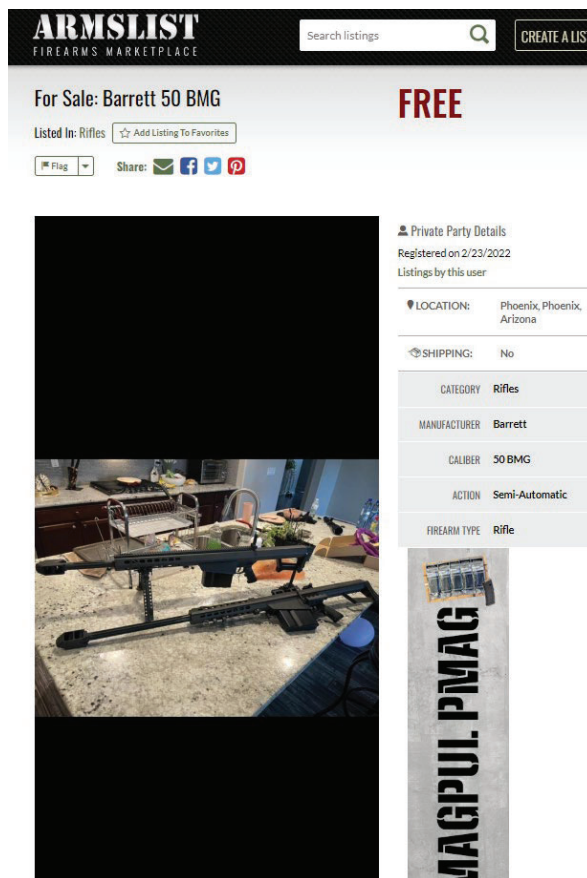 ARMSLIST
FIREARMS MARKETPLACE
Search listings
CREATE A LIS
For Sale: Barrett 50 BMG
FREE
Listed In: Rifles
Add Listing To Favorites
Flag
Share:
Private Party Details
Registered on 2/23/2022
Listings by this user
LOCATION: Phoenix, Phoenix,
Arizona
SHIPPING: No
CATEGORY Rifles
MANUFACTURER Barrett
CALIBER 50 BMG
ACTION Semi-Automatic
FIREARM TYPE Rifle
MAGPUL PMAG